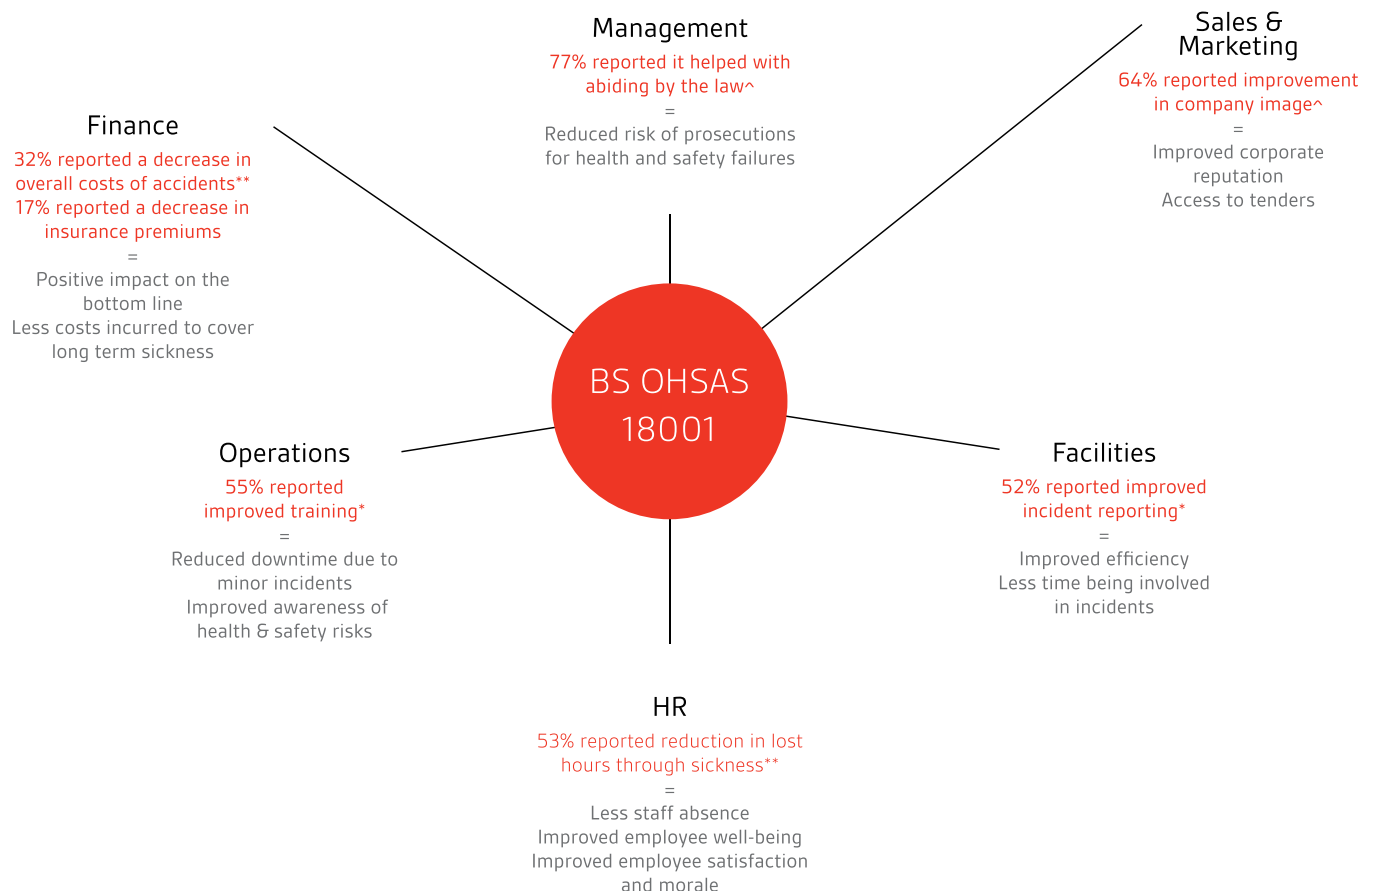 Management
77% reported it helped with
abiding by the law^
=
Reduced risk of prosecutions
for health and safety failures
Sales &
Marketing
64% reported improvement
in company image^
=
Improved corporate
reputation
Access to tenders
Finance
32% reported a decrease in
overall costs of accidents**
17% reported a decrease in
insurance premiums
=
Positive impact on the
bottom line
Less costs incurred to cover
long term sickness
BS OHSAS
18001
Operations
55% reported
improved training*
=
Reduced downtime due to
minor incidents
Improved awareness of
health & safety risks
Facilities
52% reported improved
incident reporting*
=
Improved efficiency
Less time being involved
in incidents
HR
53% reported reduction in lost
hours through sickness**
=
Less staff absence
Improved employee well-being
Improved employee satisfaction
and morale